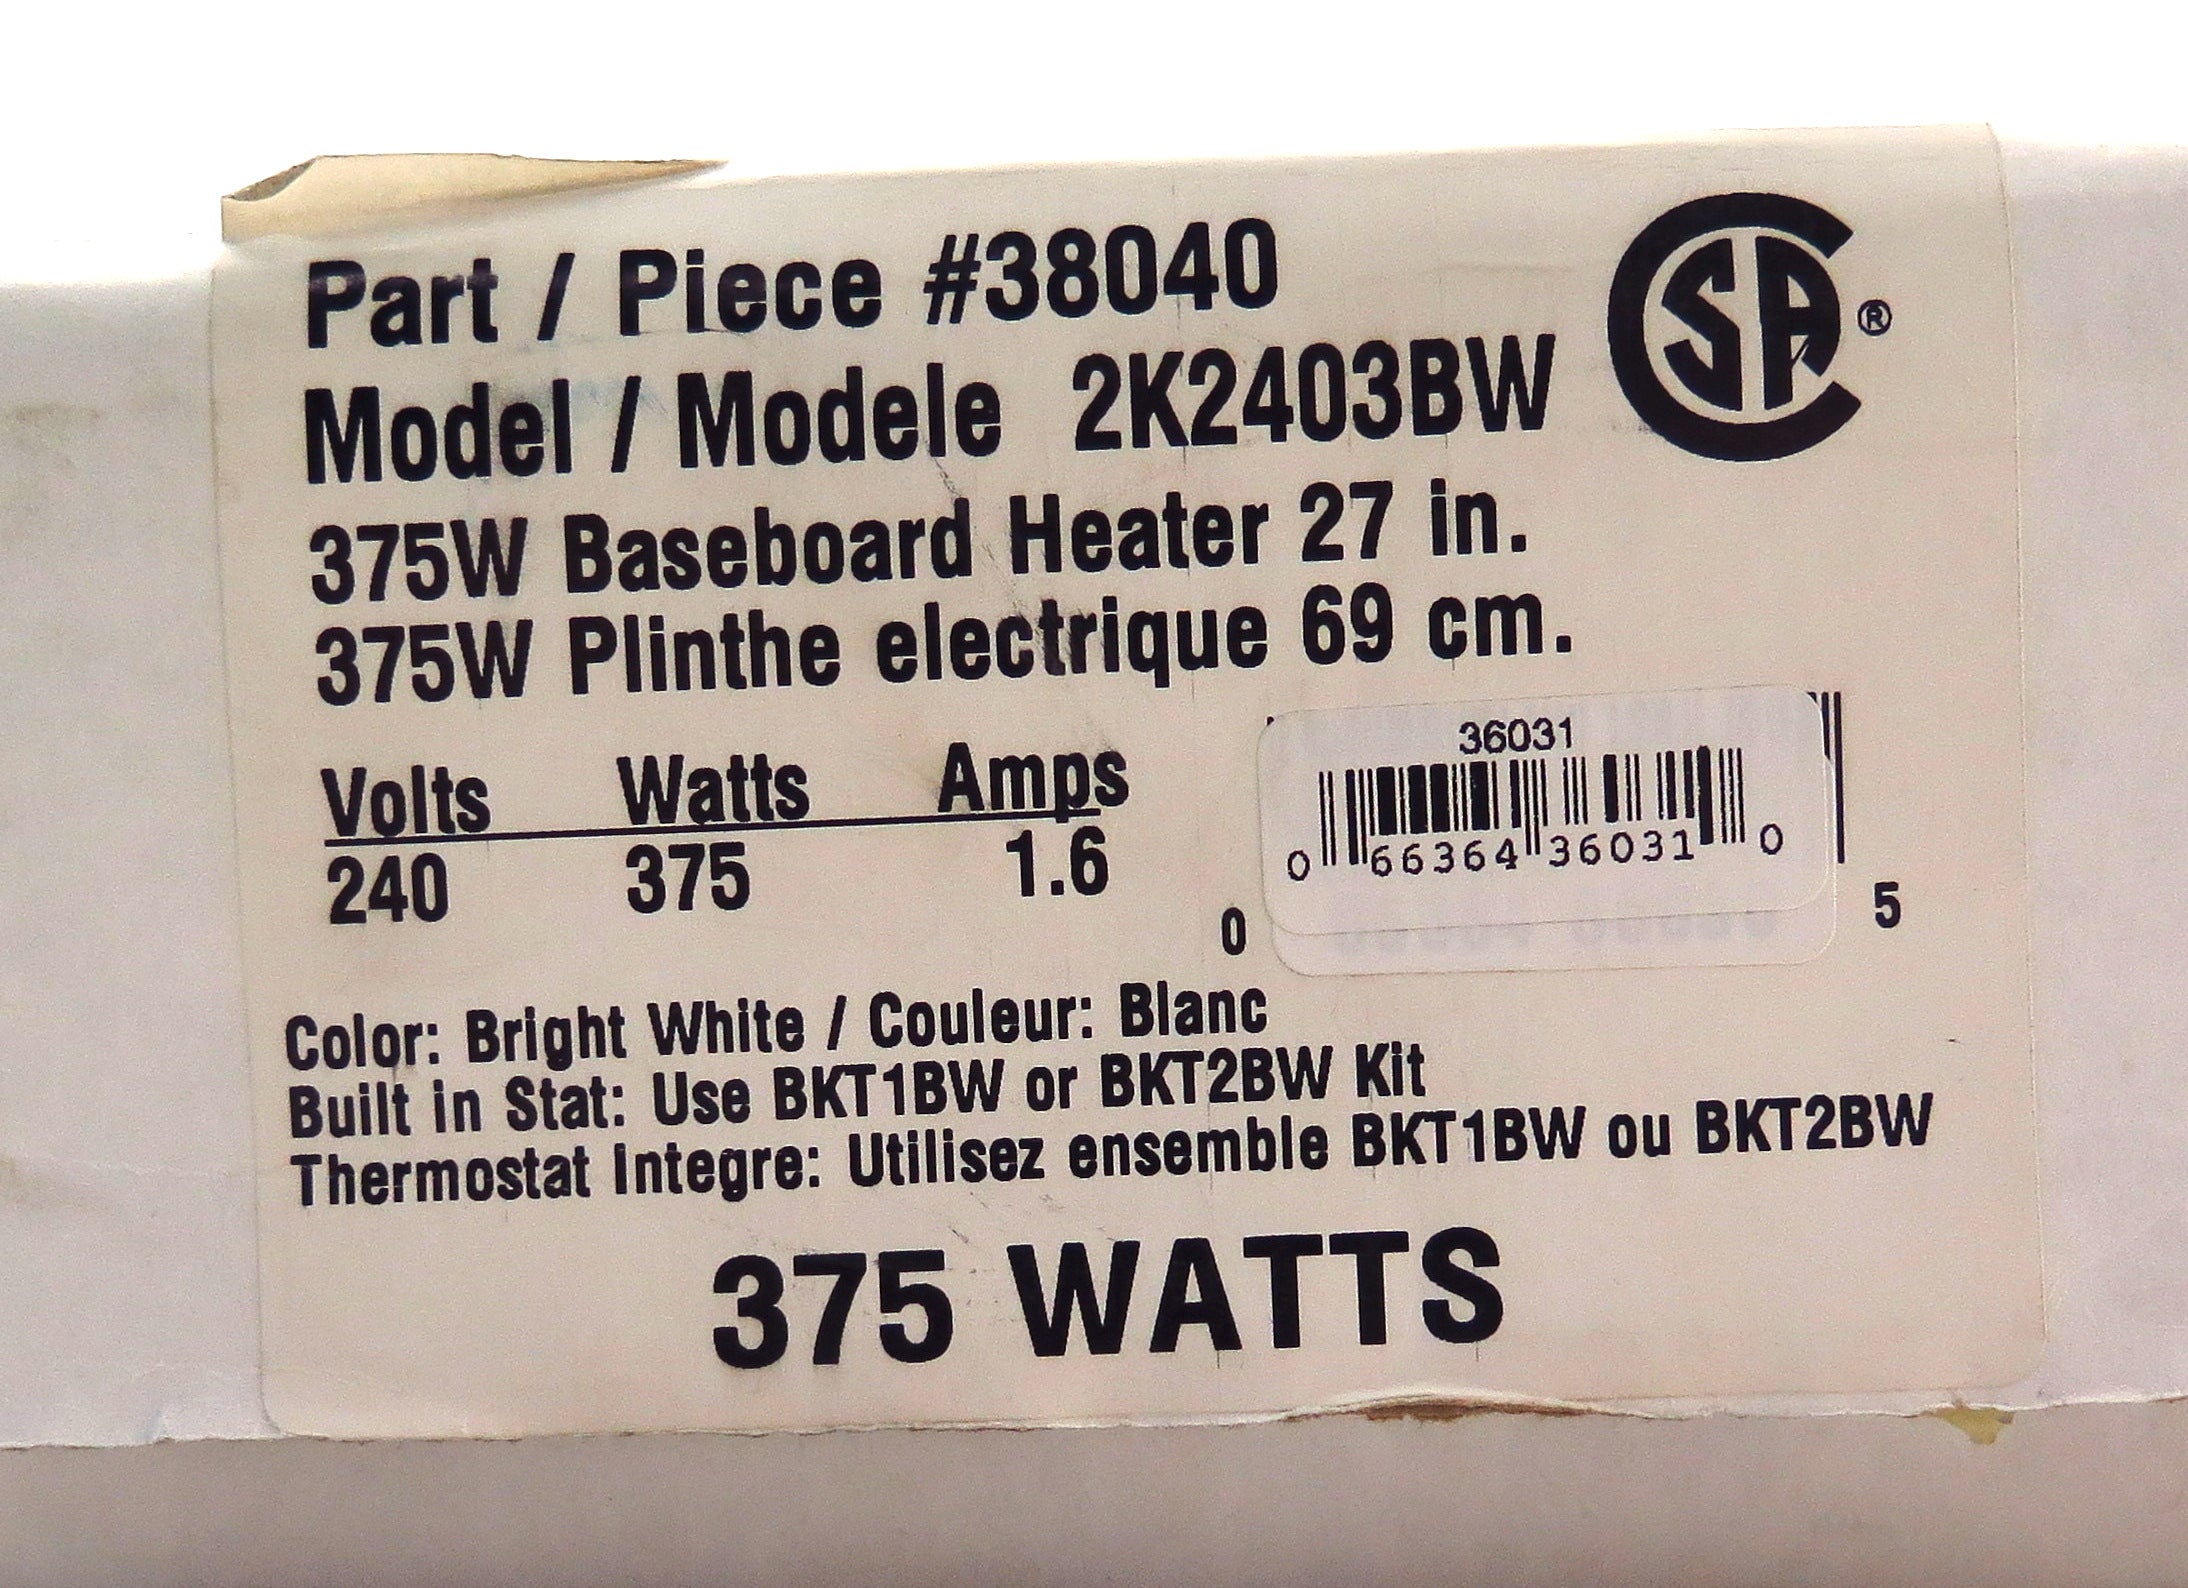 Part / Piece #38040
CSA ®
Model / Modele 2K2403BW
375W Baseboard Heater 27 in.
375W Plinthe electrique 69 cm.
Volts Watts Amps
240 375 1.6
36031
0 66364 36031 0
0 5
Color: Bright White / Couleur: Blanc
Built in Stat: Use BKT1BW or BKT2BW Kit
Thermostat Integre: Utilisez ensemble BKT1BW ou BKT2BW
375 WATTS